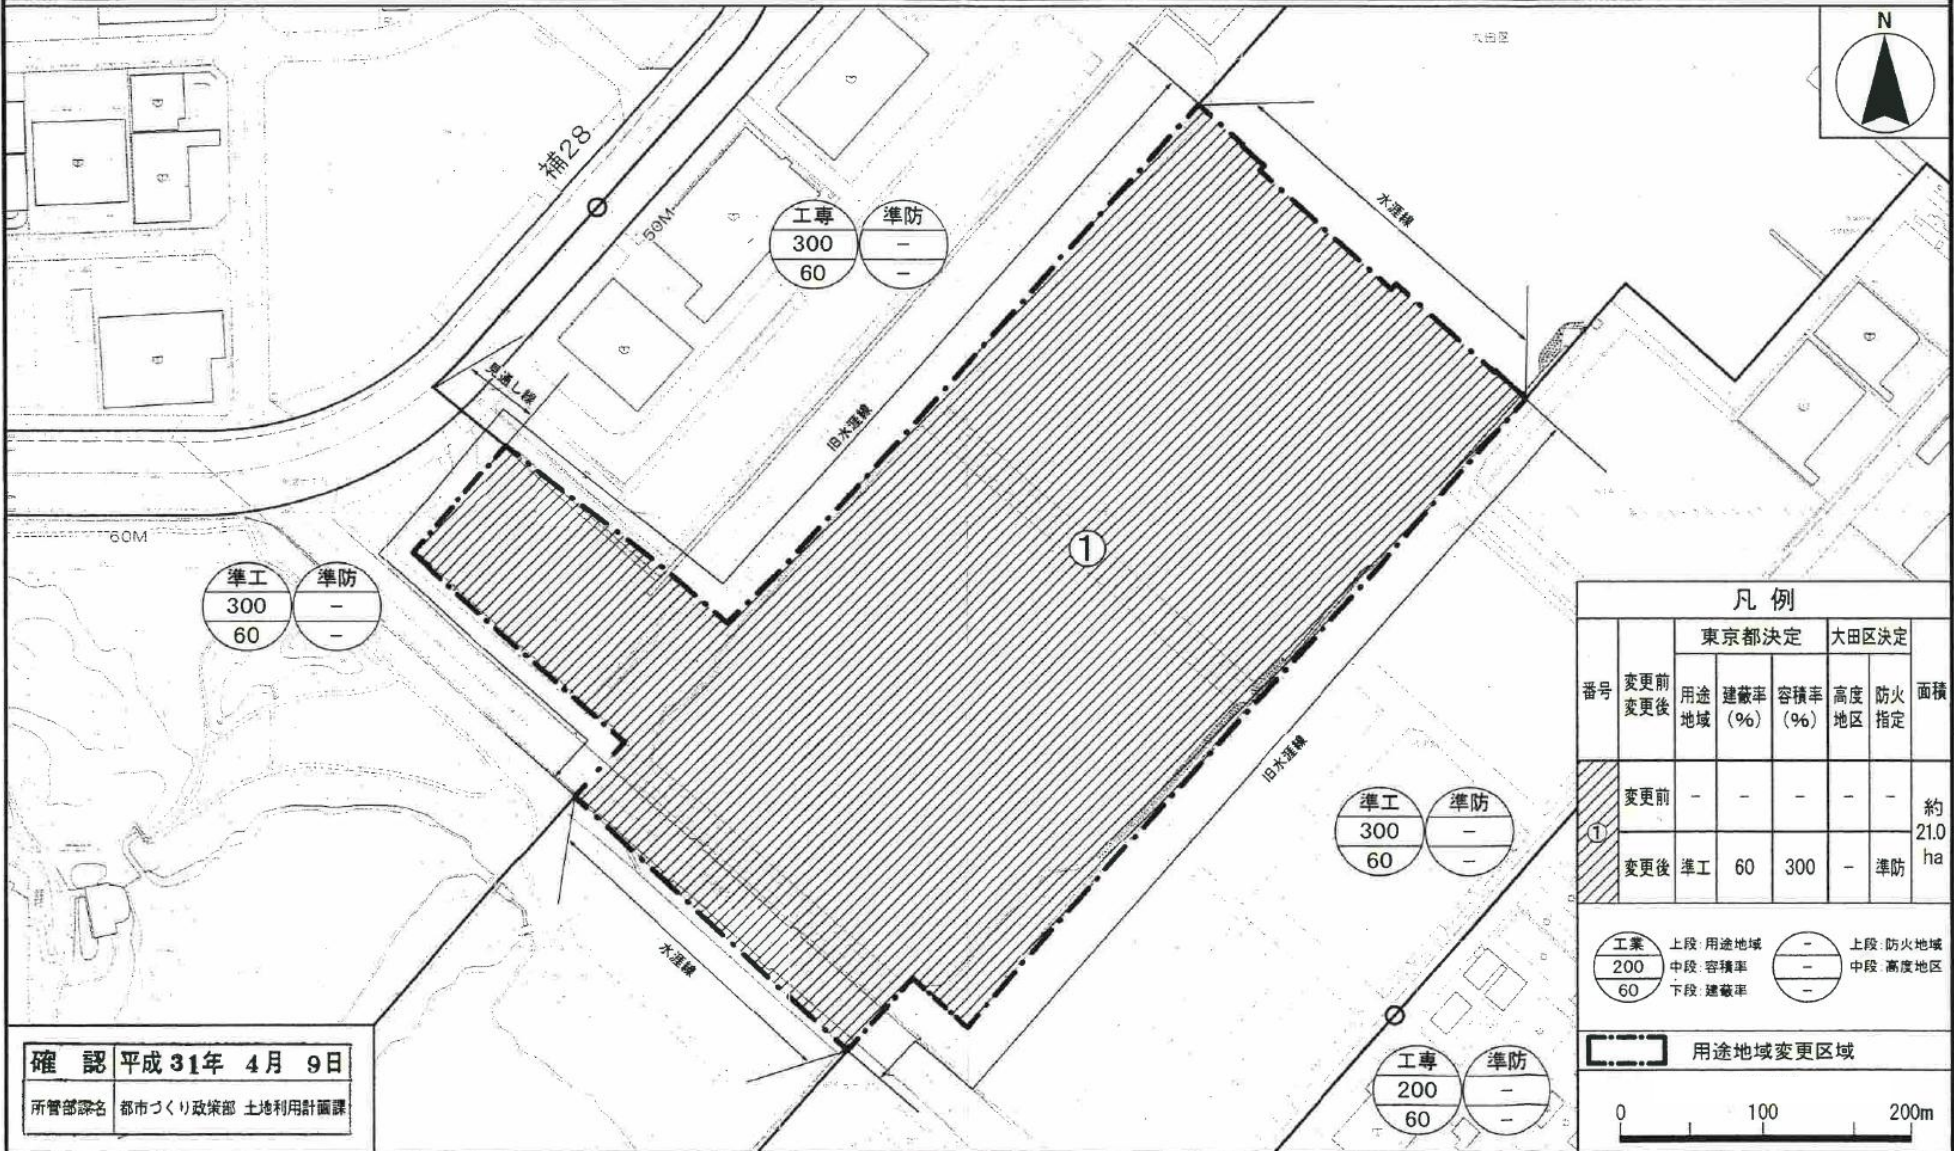 大田区
N
補28
50M
工専 準防
300 -
60 -
水涯線
見通し線
旧水涯線
60M
①
準工 準防
300 -
60 -
旧水涯線
準工 準防
300 -
60 -
水涯線
工専 準防
200 -
60 -
凡例
番号 変更前 変更後 東京都決定 大田区決定 面積
用途地域 建蔽率(%) 容積率(%) 高度地区 防火指定
① 変更前 - - - - - 約21.0ha
変更後 準工 60 300 - 準防
工業 上段:用途地域 - 上段:防火地域
200 中段:容積率 - 中段:高度地区
60 下段:建蔽率 -
用途地域変更区域
0 100 200m
確認 平成31年 4月 9日
所管部課名 都市づくり政策部 土地利用計画課